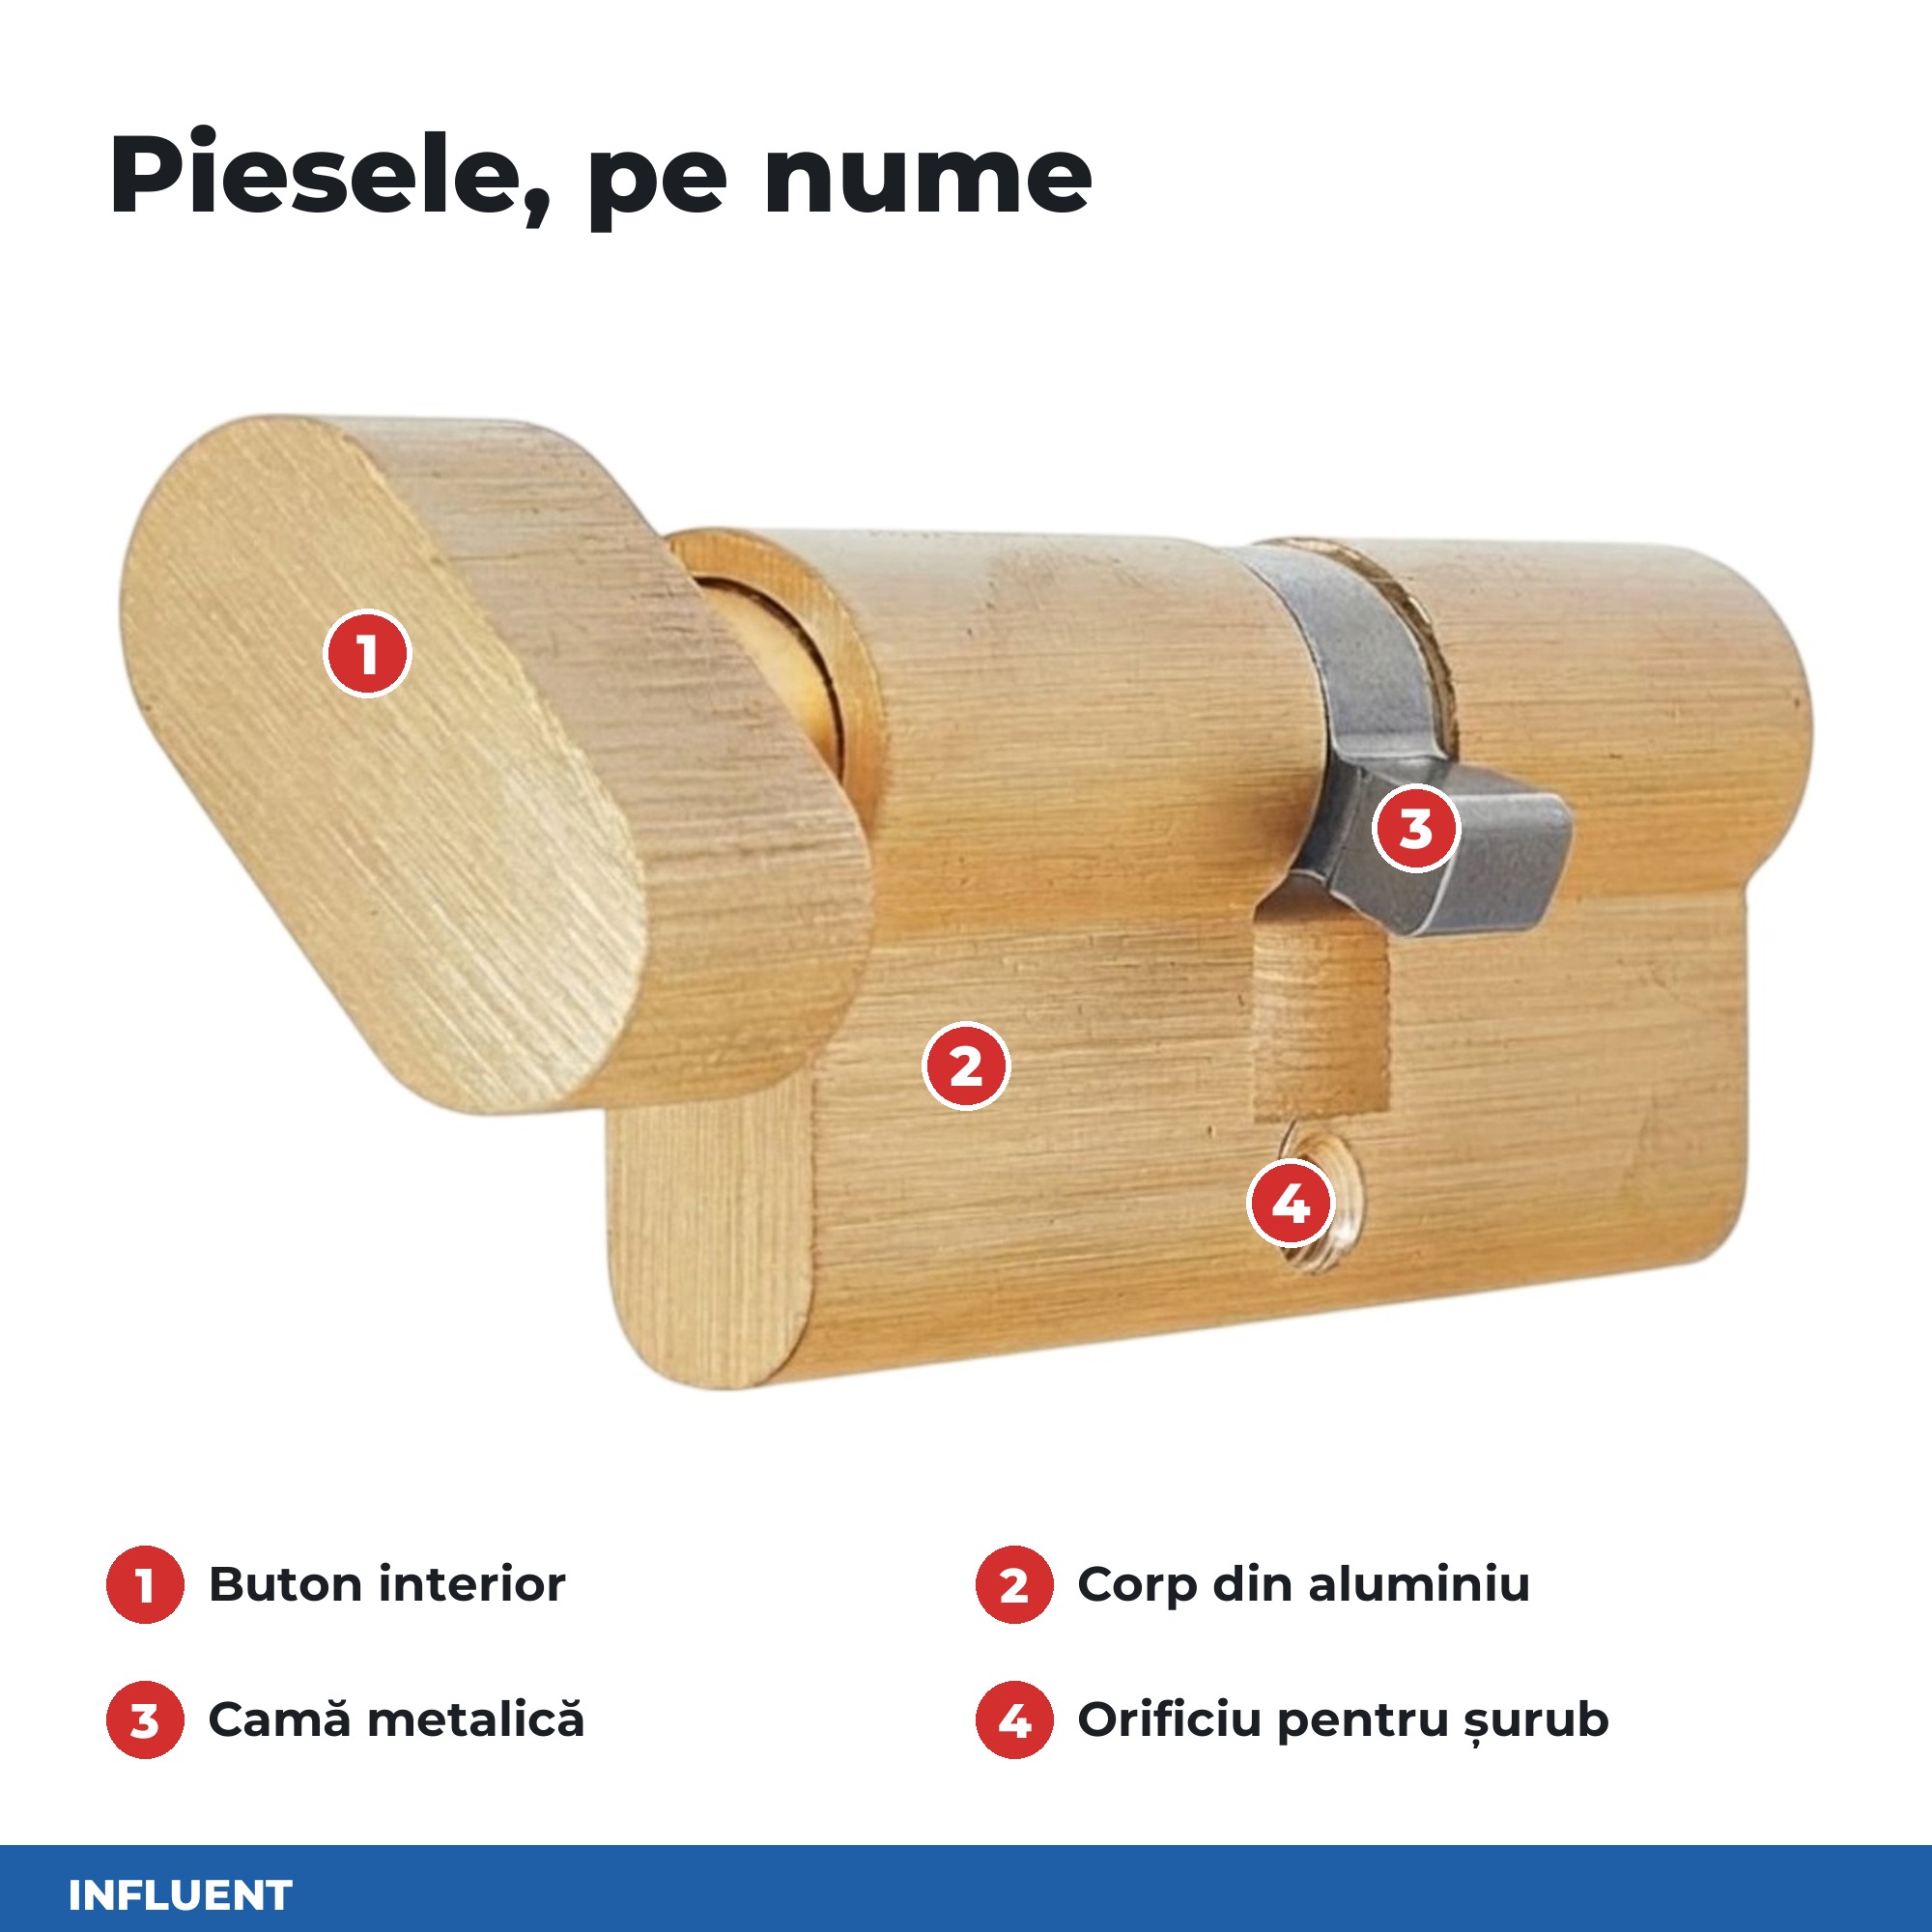 Piesele, pe nume
1
2
3
4
1 Buton interior
2 Corp din aluminiu
3 Camă metalică
4 Orificiu pentru șurub
INFLUENT